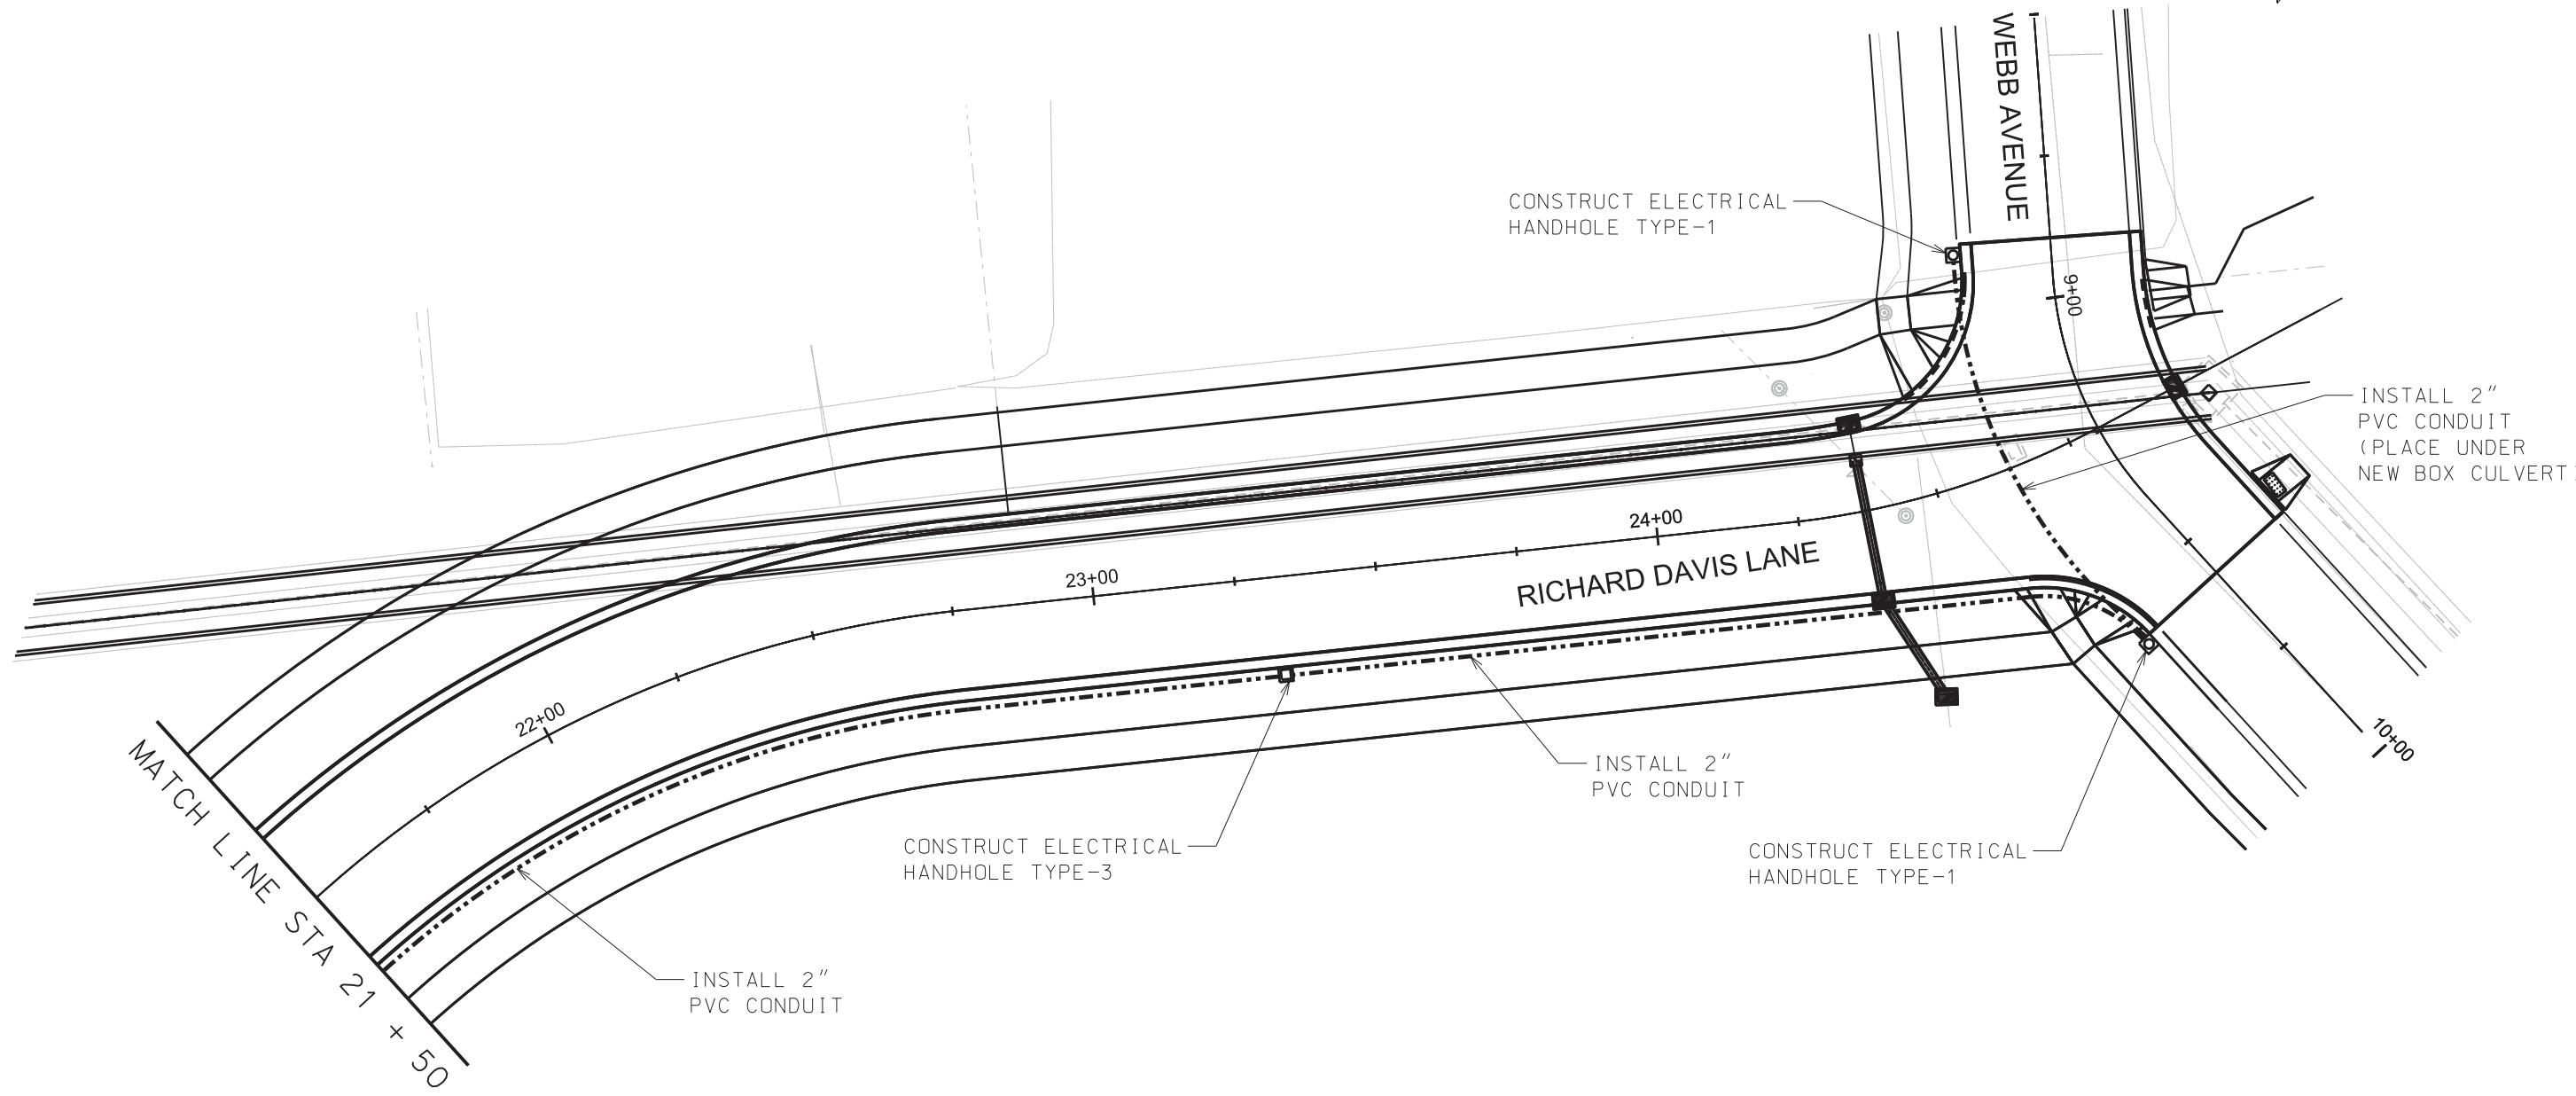 WEBB AVENUE
CONSTRUCT ELECTRICAL
HANDHOLE TYPE-1
9+00
INSTALL 2"
PVC CONDUIT
(PLACE UNDER
NEW BOX CULVERT)
24+00
RICHARD DAVIS LANE
23+00
22+00
10+00
MATCH LINE STA 21 + 50
INSTALL 2"
PVC CONDUIT
CONSTRUCT ELECTRICAL
HANDHOLE TYPE-3
CONSTRUCT ELECTRICAL
HANDHOLE TYPE-1
INSTALL 2"
PVC CONDUIT